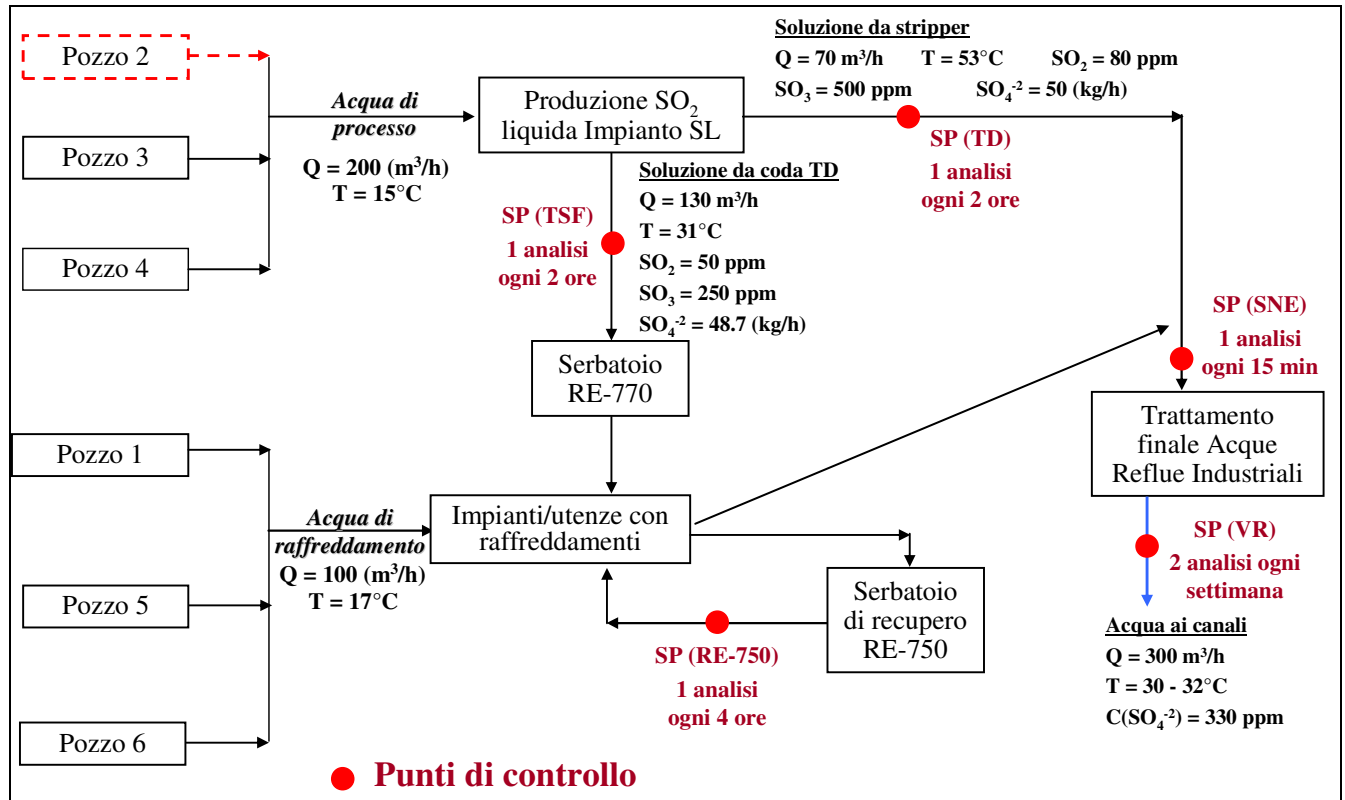 Pozzo 2
Pozzo 3
Pozzo 4
Acqua di
processo
Q = 200 (m³/h)
T = 15°C
Produzione SO₂
liquida Impianto SL
Soluzione da stripper
Q = 70 m³/h T = 53°C SO₂ = 80 ppm
SO₃ = 500 ppm SO₄⁻² = 50 (kg/h)
SP (TD)
1 analisi
ogni 2 ore
Soluzione da coda TD
Q = 130 m³/h
T = 31°C
SO₂ = 50 ppm
SO₃ = 250 ppm
SO₄⁻² = 48.7 (kg/h)
SP (TSF)
1 analisi
ogni 2 ore
Serbatoio
RE-770
SP (SNE)
1 analisi
ogni 15 min
Trattamento
finale Acque
Reflue Industriali
Pozzo 1
Pozzo 5
Pozzo 6
Acqua di
raffreddamento
Q = 100 (m³/h)
T = 17°C
Impianti/utenze con
raffreddamenti
Serbatoio
di recupero
RE-750
SP (RE-750)
1 analisi
ogni 4 ore
SP (VR)
2 analisi ogni
settimana
Acqua ai canali
Q = 300 m³/h
T = 30 - 32°C
C(SO₄⁻²) = 330 ppm
Punti di controllo